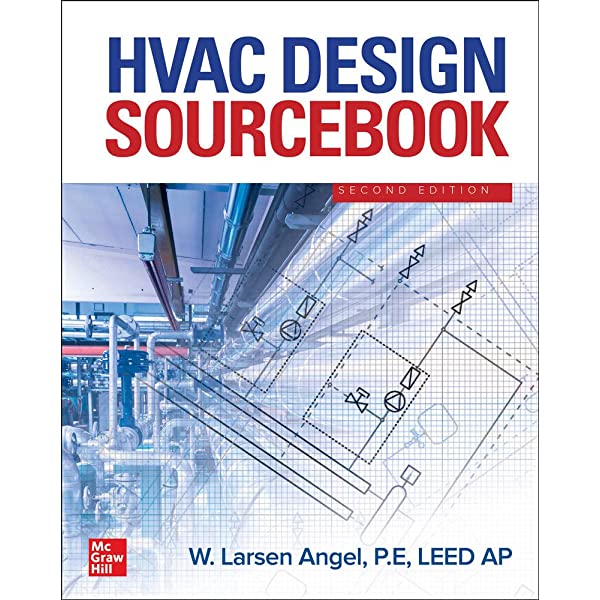 HVAC DESIGN
SOURCEBOOK
SECOND EDITION
Mc
Graw
Hill
W. Larsen Angel, P.E, LEED AP